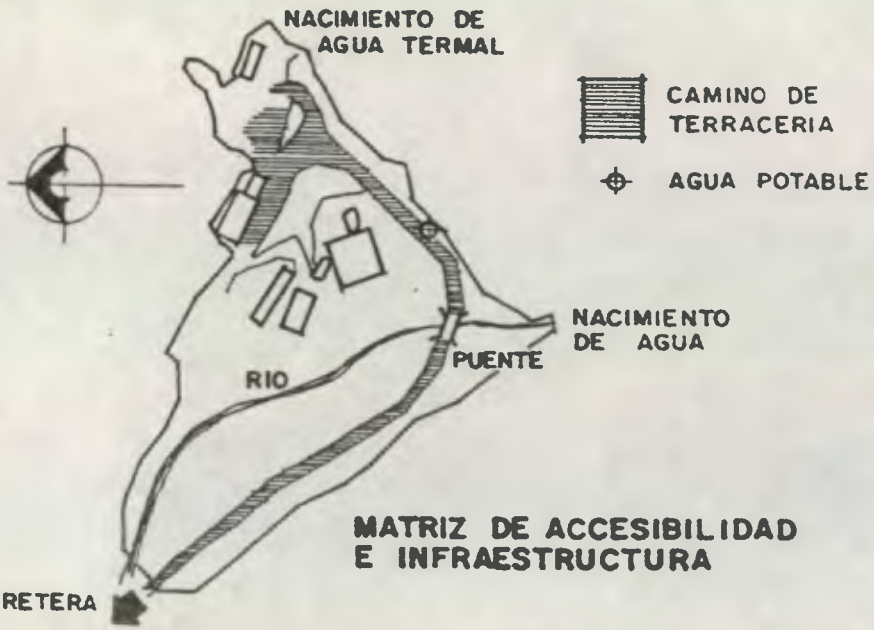 NACIMIENTO DE
AGUA TERMAL
CAMINO DE
TERRACERIA
AGUA POTABLE
NACIMIENTO
DE AGUA
PUENTE
RIO
MATRIZ DE ACCESIBILIDAD
E INFRAESTRUCTURA
RETERA